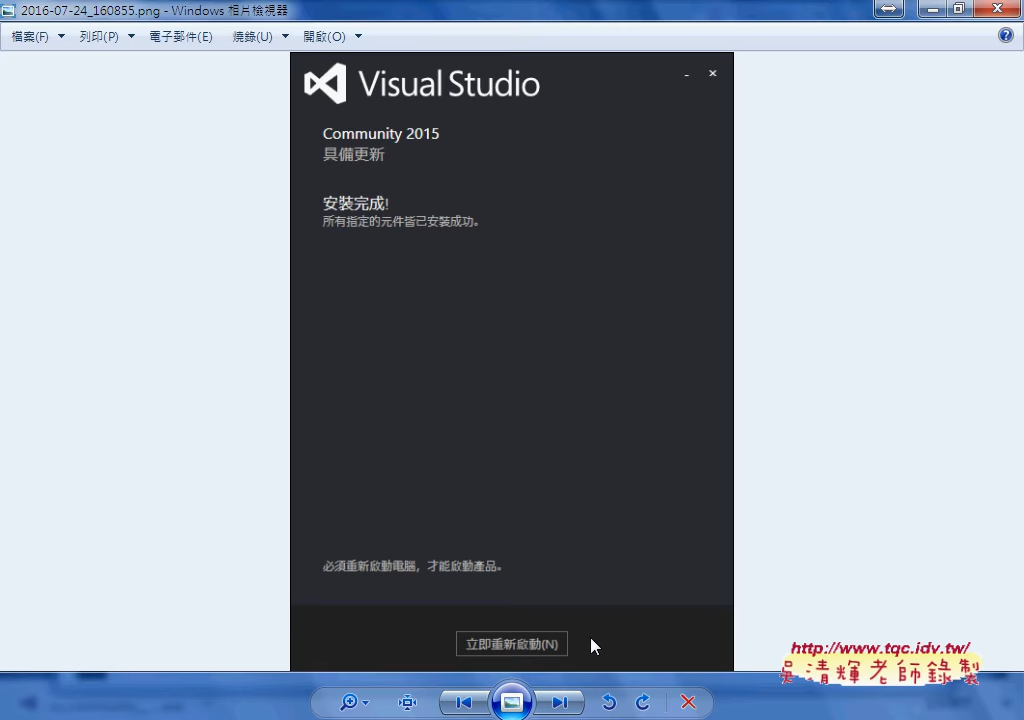 2016-07-24_160855.png - Windows 相片檢視器
檔案(F) 列印(P) 電子郵件(E) 燒錄(U) 開啟(O)
Visual Studio
Community 2015
具備更新
安裝完成!
所有指定的元件皆已安裝成功。
必須重新啟動電腦，才能啟動產品。
立即重新啟動(N)
http://www.tqc.idv.tw/
吳清輝老師錄製